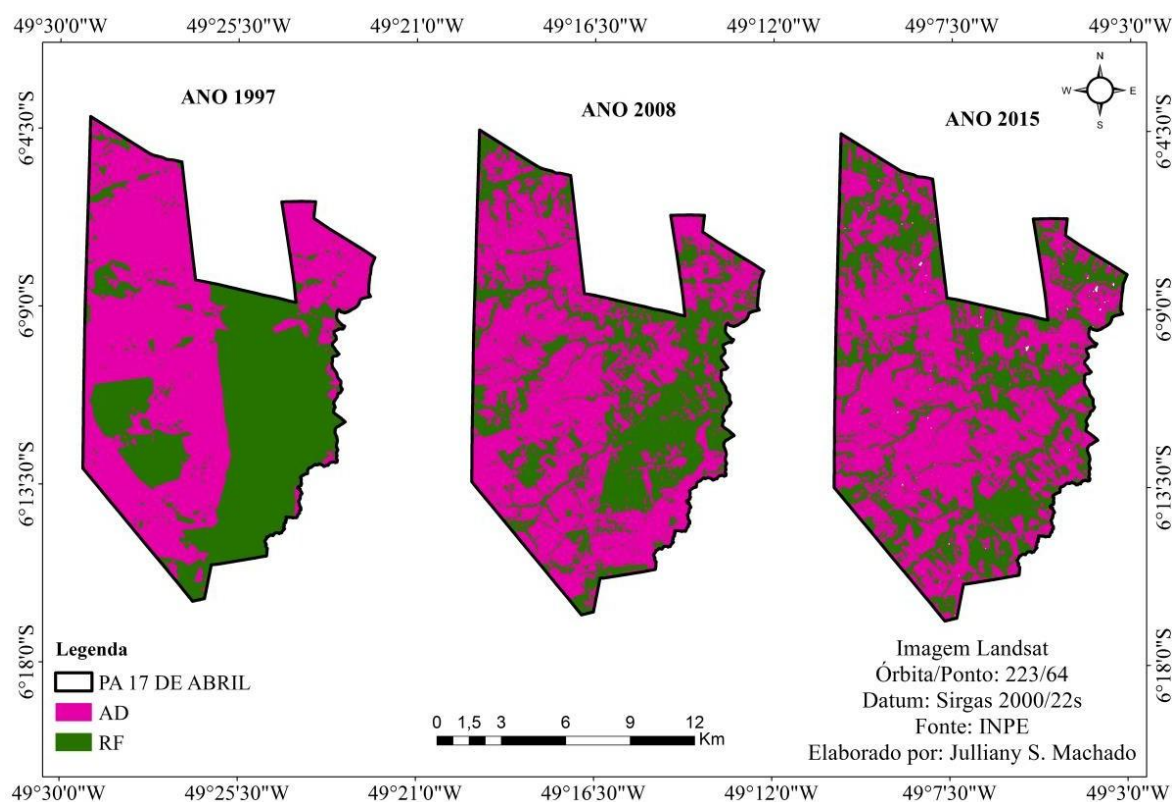 49°30'0"W 49°25'30"W 49°21'0"W 49°16'30"W 49°12'0"W 49°7'30"W 49°3'0"W
ANO 1997
ANO 2008
ANO 2015
N
W E
S
6°4'30"S 6°4'30"S
6°9'0"S 6°9'0"S
6°13'30"S 6°13'30"S
6°18'0"S 6°18'0"S
Legenda
PA 17 DE ABRIL
AD
RF
0 1,5 3 6 9 12
Km
Imagem Landsat
Órbita/Ponto: 223/64
Datum: Sirgas 2000/22s
Fonte: INPE
Elaborado por: Julliany S. Machado
49°30'0"W 49°25'30"W 49°21'0"W 49°16'30"W 49°12'0"W 49°7'30"W 49°3'0"W